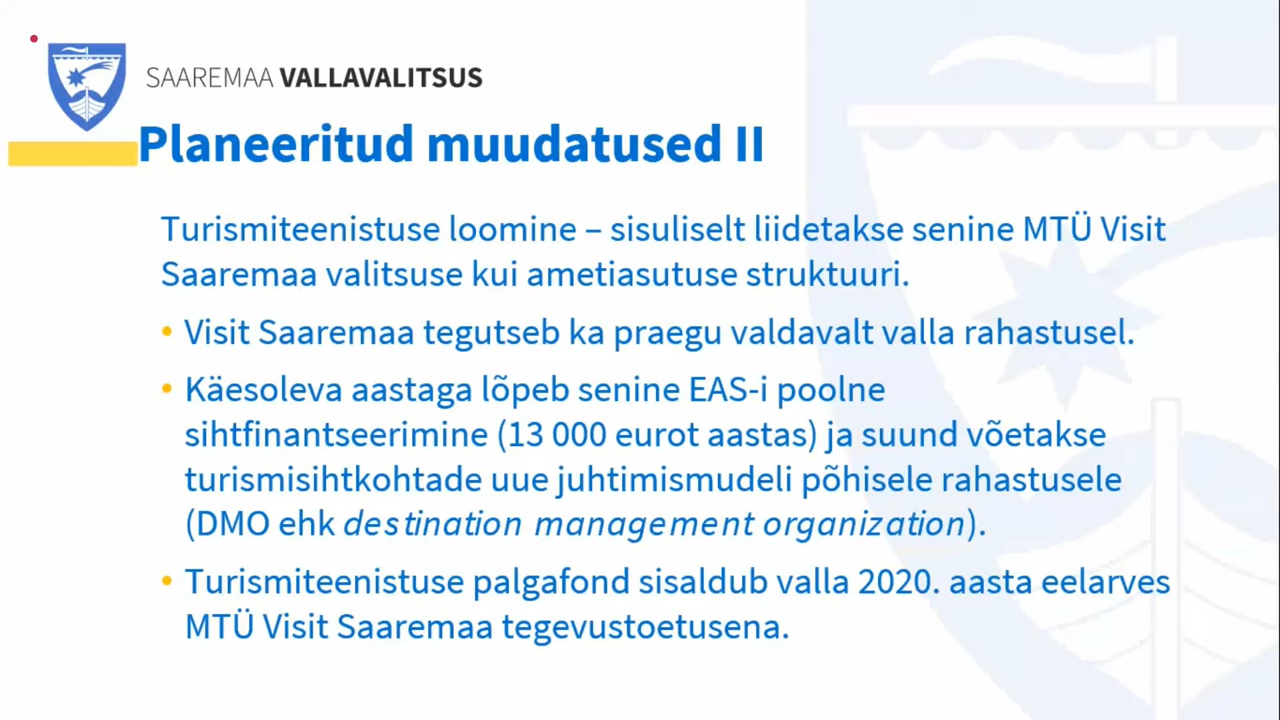 SAAREMAA VALLAVALITSUS
Planeeritud muudatused II
Turismiteenistuse loomine – sisuliselt liidetakse senine MTÜ Visit
Saaremaa valitsuse kui ametiasutuse struktuuri.
• Visit Saaremaa tegutseb ka praegu valdavalt valla rahastusel.
• Käesoleva aastaga lõpeb senine EAS-i poolne
sihtfinantseerimine (13 000 eurot aastas) ja suund võetakse
turismisihtkohtade uue juhtimismudeli põhisele rahastusele
(DMO ehk destination management organization).
• Turismiteenistuse palgafond sisaldub valla 2020. aasta eelarves
MTÜ Visit Saaremaa tegevustoetusena.